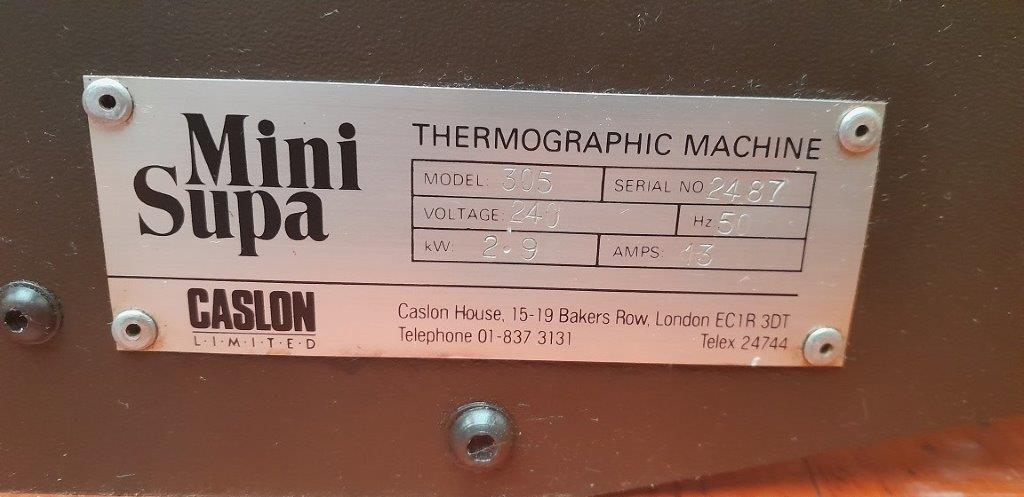 Mini
Supa
THERMOGRAPHIC MACHINE
MODEL: 305 SERIAL NO 2487
VOLTAGE: 240 Hz 50
kW: 2.9 AMPS: 13
CASLON
L·I·M·I·T·E·D
Caslon House, 15-19 Bakers Row, London EC1R 3DT
Telephone 01-837 3131 Telex 24744